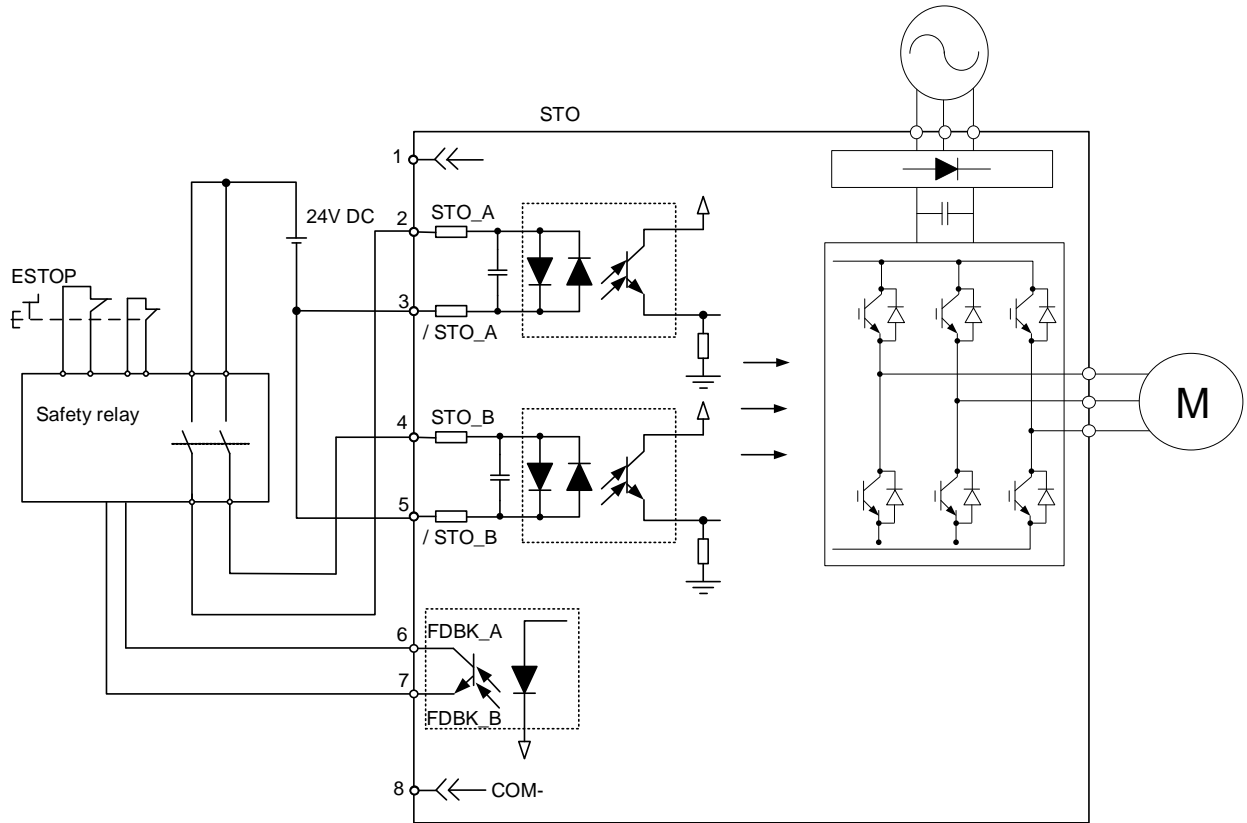 STO
1
24V DC
2
STO_A
ESTOP
3
/ STO_A
Safety relay
4
STO_B
M
5
/ STO_B
6
FDBK_A
7
FDBK_B
8
COM-